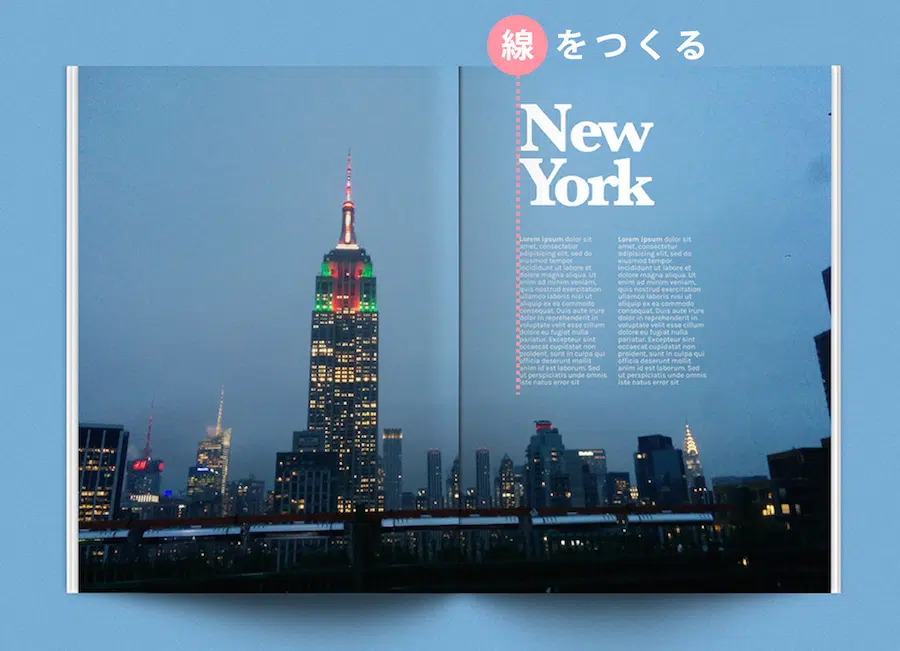 線をつくる
New
York
Lorem ipsum dolor sit
amet, consectetur
adipisicing elit, sed do
eiusmod tempor
incididunt ut labore et
dolore magna aliqua. Ut
enim ad minim veniam,
quis nostrud exercitation
ullamco laboris nisi ut
aliquip ex ea commodo
consequat. Duis aute irure
dolor in reprehenderit in
voluptate velit esse cillum
dolore eu fugiat nulla
pariatur. Excepteur sint
occaecat cupidatat non
proident, sunt in culpa qui
officia deserunt mollit
anim id est laborum. Sed
ut perspiciatis unde omnis
iste natus error sit
Lorem ipsum dolor sit
amet, consectetur
adipisicing elit, sed do
eiusmod tempor
incididunt ut labore et
dolore magna aliqua. Ut
enim ad minim veniam,
quis nostrud exercitation
ullamco laboris nisi ut
aliquip ex ea commodo
consequat. Duis aute irure
dolor in reprehenderit in
voluptate velit esse cillum
dolore eu fugiat nulla
pariatur. Excepteur sint
occaecat cupidatat non
proident, sunt in culpa qui
officia deserunt mollit
anim id est laborum. Sed
ut perspiciatis unde omnis
iste natus error sit